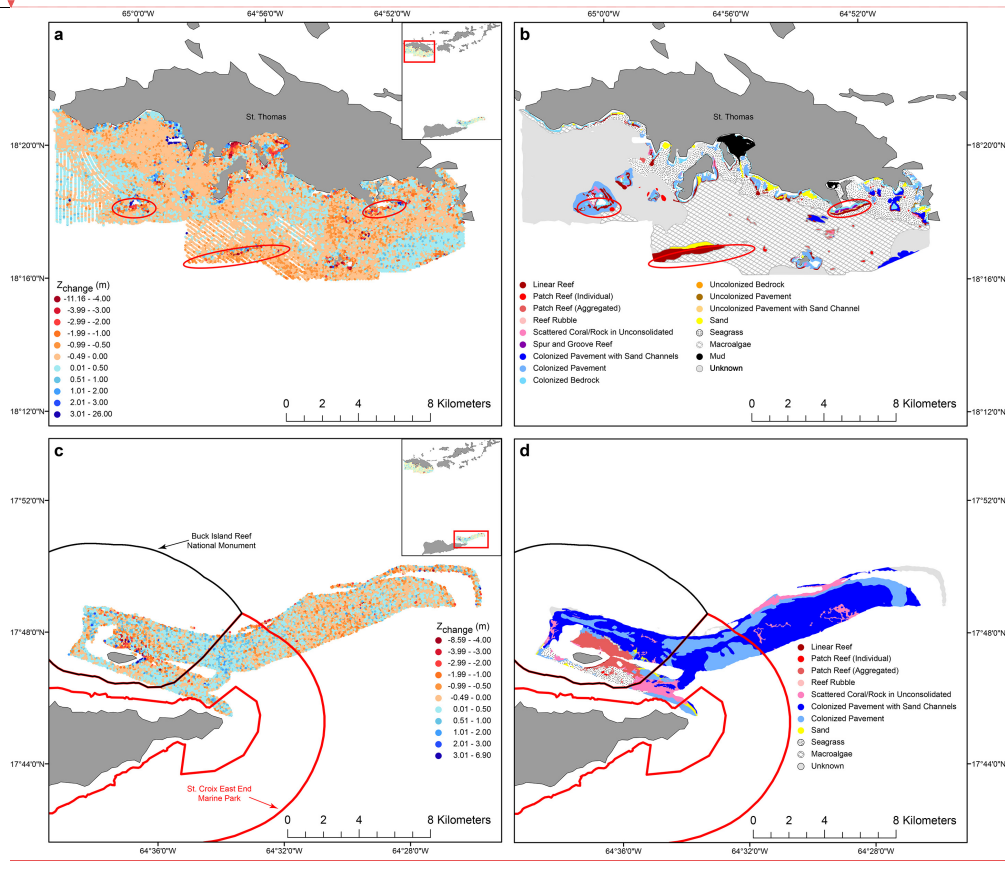 65°0'0"W 64°56'0"W 64°52'0"W
65°0'0"W 64°56'0"W 64°52'0"W
a
St. Thomas
Zchange (m)
-11.16 - -4.00
-3.99 - -3.00
-2.99 - -2.00
-1.99 - -1.00
-0.99 - -0.50
-0.49 - 0.00
0.01 - 0.50
0.51 - 1.00
1.01 - 2.00
2.01 - 3.00
3.01 - 26.00
0 2 4 8 Kilometers
b
St. Thomas
18°20'0"N
18°20'0"N
18°16'0"N
18°16'0"N
18°12'0"N
18°12'0"N
Linear Reef
Patch Reef (Individual)
Patch Reef (Aggregated)
Reef Rubble
Scattered Coral/Rock in Unconsolidated
Spur and Groove Reef
Colonized Pavement with Sand Channels
Colonized Pavement
Colonized Bedrock
Uncolonized Bedrock
Uncolonized Pavement
Uncolonized Pavement with Sand Channel
Sand
Seagrass
Macroalgae
Mud
Unknown
0 2 4 8 Kilometers
c
17°52'0"N
17°48'0"N
17°44'0"N
Buck Island Reef
National Monument
Zchange (m)
-8.59 - -4.00
-3.99 - -3.00
-2.99 - -2.00
-1.99 - -1.00
-0.99 - -0.50
-0.49 - 0.00
0.01 - 0.50
0.51 - 1.00
1.01 - 2.00
2.01 - 3.00
3.01 - 6.90
St. Croix East End
Marine Park
0 2 4 8 Kilometers
64°36'0"W 64°32'0"W 64°28'0"W
d
17°52'0"N
17°48'0"N
17°44'0"N
Linear Reef
Patch Reef (Individual)
Patch Reef (Aggregated)
Reef Rubble
Scattered Coral/Rock in Unconsolidated
Colonized Pavement with Sand Channels
Colonized Pavement
Sand
Seagrass
Macroalgae
Unknown
0 2 4 8 Kilometers
64°36'0"W 64°32'0"W 64°28'0"W